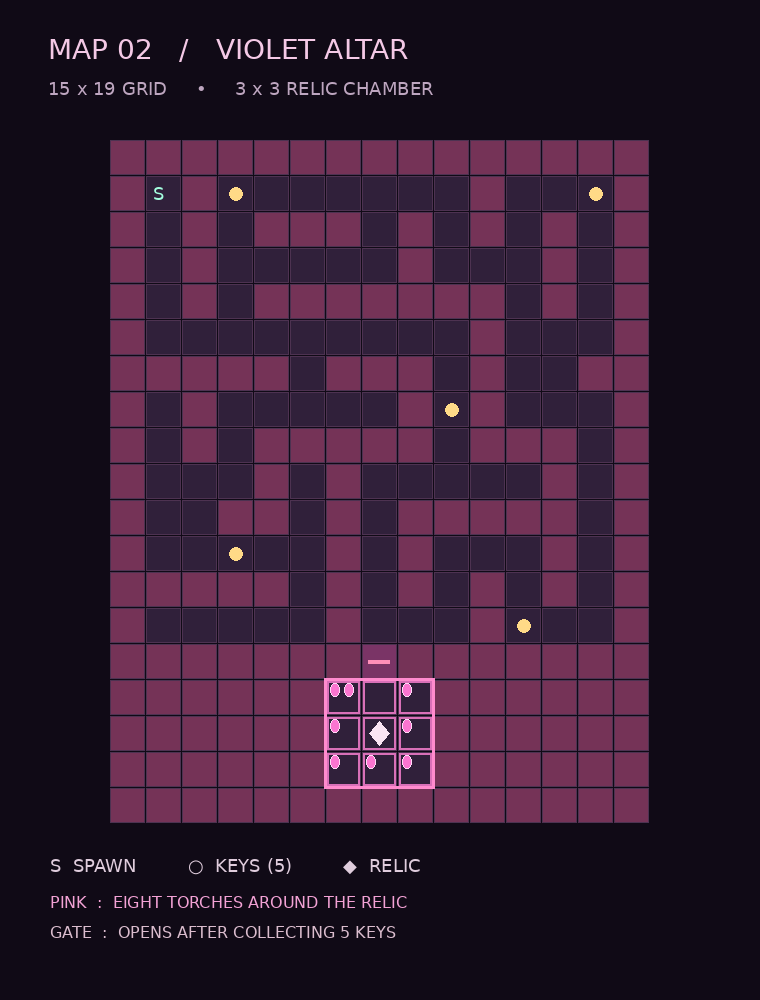 MAP 02 / VIOLET ALTAR
15 x 19 GRID • 3 x 3 RELIC CHAMBER
S
S SPAWN ○ KEYS (5) ◆ RELIC
PINK : EIGHT TORCHES AROUND THE RELIC
GATE : OPENS AFTER COLLECTING 5 KEYS